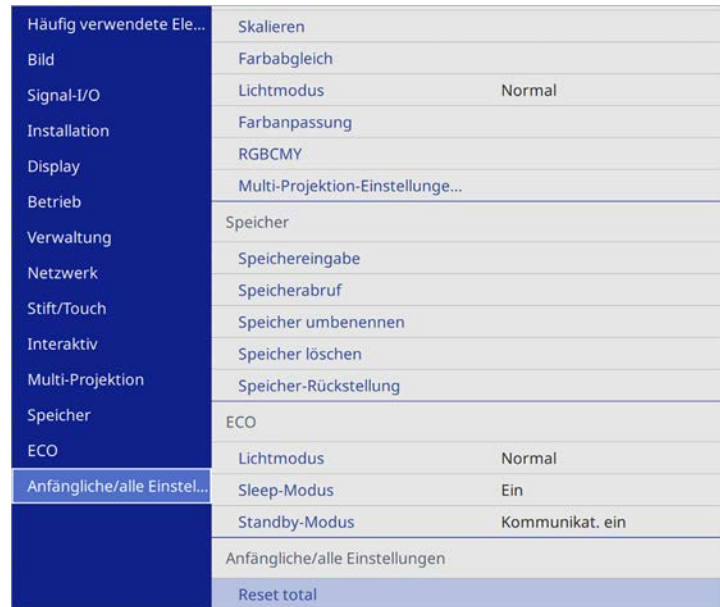 Häufig verwendete Ele...
Bild
Signal-I/O
Installation
Display
Betrieb
Verwaltung
Netzwerk
Stift/Touch
Interaktiv
Multi-Projektion
Speicher
ECO
Anfängliche/alle Einstel...
Skalieren
Farbabgleich
Lichtmodus Normal
Farbanpassung
RGBCMY
Multi-Projektion-Einstellunge...
Speicher
Speichereingabe
Speicherabruf
Speicher umbenennen
Speicher löschen
Speicher-Rückstellung
ECO
Lichtmodus Normal
Sleep-Modus Ein
Standby-Modus Kommunikat. ein
Anfängliche/alle Einstellungen
Reset total